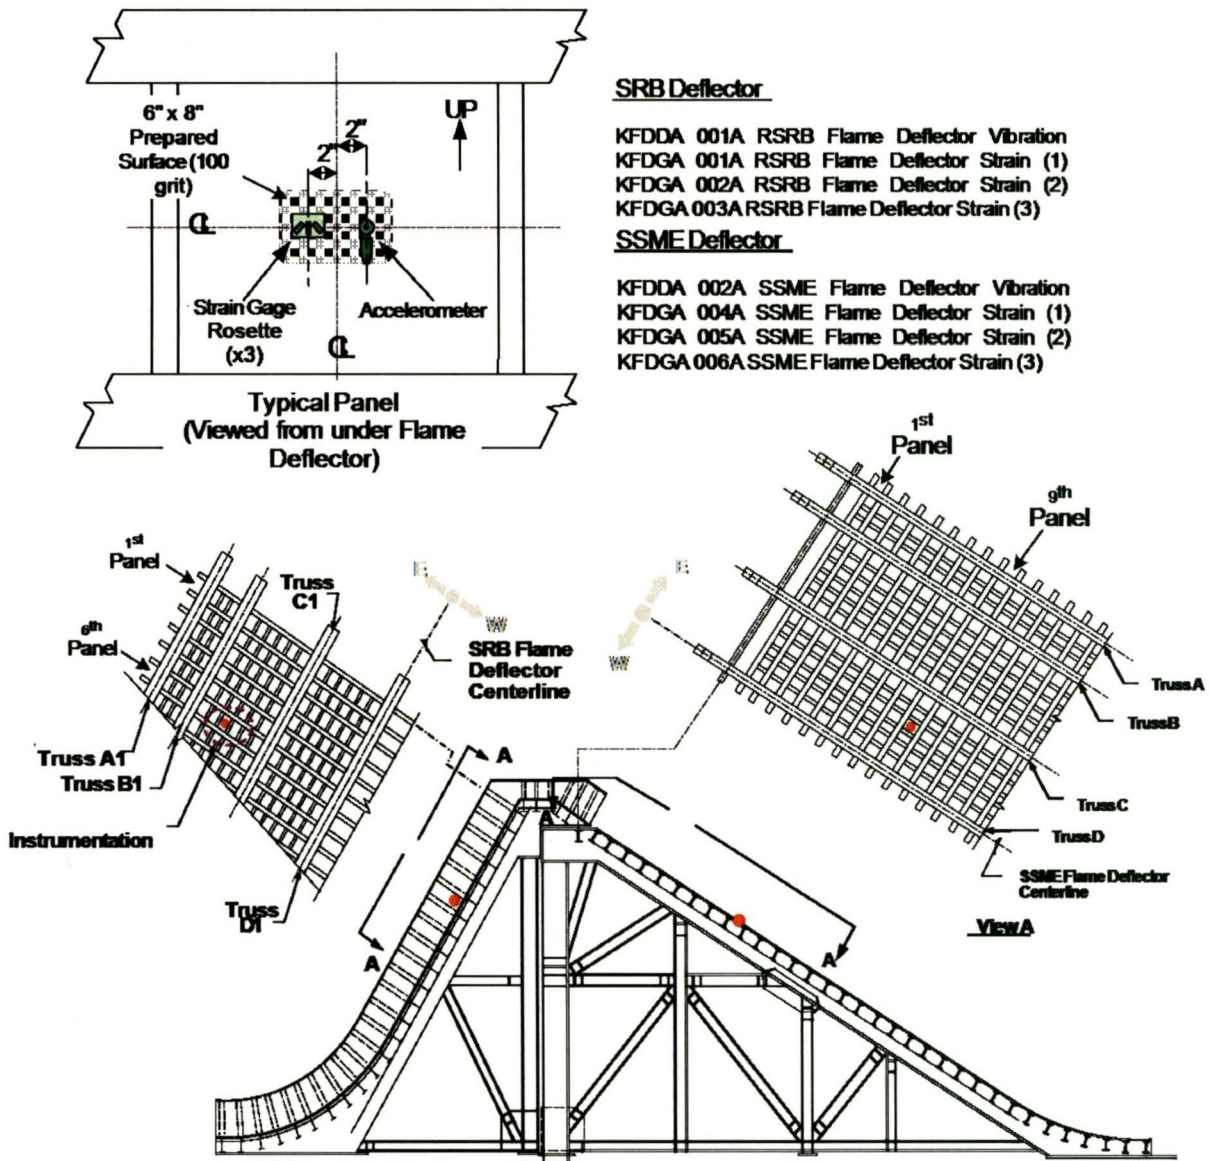 6" x 8"
Prepared
Surface (100
grit)
UP
2"
2"
CL
Strain Gage
Rosette
(x3)
Accelerometer
CL
Typical Panel
(Viewed from under Flame
Deflector)
SRB Deflector
KFDDA 001A RSRB Flame Deflector Vibration
KFDGA 001A RSRB Flame Deflector Strain (1)
KFDGA 002A RSRB Flame Deflector Strain (2)
KFDGA 003A RSRB Flame Deflector Strain (3)
SSME Deflector
KFDDA 002A SSME Flame Deflector Vibration
KFDGA 004A SSME Flame Deflector Strain (1)
KFDGA 005A SSME Flame Deflector Strain (2)
KFDGA 006A SSME Flame Deflector Strain (3)
1st
Panel
6th
Panel
Truss
C1
E
W
SRB Flame
Deflector
Centerline
Truss A1
Truss B1
Instrumentation
Truss
D1
1st
Panel
9th
Panel
E
W
Truss A
Truss B
Truss C
Truss D
SSME Flame Deflector
Centerline
View A
A
A
A
A